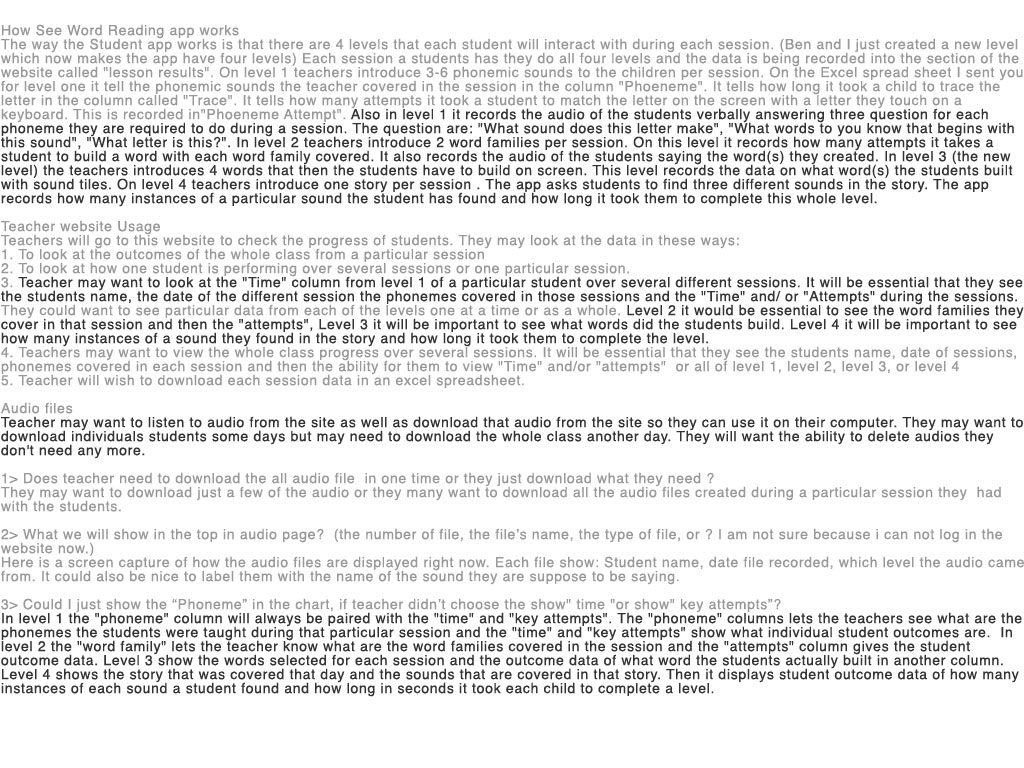 How See Word Reading app works
The way the Student app works is that there are 4 levels that each student will interact with during each session. (Ben and I just created a new level
which now makes the app have four levels) Each session a students has they do all four levels and the data is being recorded into the section of the
website called "lesson results". On level 1 teachers introduce 3-6 phonemic sounds to the children per session. On the Excel spread sheet I sent you
for level one it tell the phonemic sounds the teacher covered in the session in the column "Phoeneme". It tells how long it took a child to trace the
letter in the column called "Trace". It tells how many attempts it took a student to match the letter on the screen with a letter they touch on a
keyboard. This is recorded in"Phoeneme Attempt". Also in level 1 it records the audio of the students verbally answering three question for each
phoneme they are required to do during a session. The question are: "What sound does this letter make", "What words to you know that begins with
this sound", "What letter is this?". In level 2 teachers introduce 2 word families per session. On this level it records how many attempts it takes a
student to build a word with each word family covered. It also records the audio of the students saying the word(s) they created. In level 3 (the new
level) the teachers introduces 4 words that then the students have to build on screen. This level records the data on what word(s) the students built
with sound tiles. On level 4 teachers introduce one story per session . The app asks students to find three different sounds in the story. The app
records how many instances of a particular sound the student has found and how long it took them to complete this whole level.
Teacher website Usage
Teachers will go to this website to check the progress of students. They may look at the data in these ways:
1. To look at the outcomes of the whole class from a particular session
2. To look at how one student is performing over several sessions or one particular session.
3. Teacher may want to look at the "Time" column from level 1 of a particular student over several different sessions. It will be essential that they see
the students name, the date of the different session the phonemes covered in those sessions and the "Time" and/ or "Attempts" during the sessions.
They could want to see particular data from each of the levels one at a time or as a whole. Level 2 it would be essential to see the word families they
cover in that session and then the "attempts", Level 3 it will be important to see what words did the students build. Level 4 it will be important to see
how many instances of a sound they found in the story and how long it took them to complete the level.
4. Teachers may want to view the whole class progress over several sessions. It will be essential that they see the students name, date of sessions,
phonemes covered in each session and then the ability for them to view "Time" and/or "attempts"  or all of level 1, level 2, level 3, or level 4
5. Teacher will wish to download each session data in an excel spreadsheet.
Audio files
Teacher may want to listen to audio from the site as well as download that audio from the site so they can use it on their computer. They may want to
download individuals students some days but may need to download the whole class another day. They will want the ability to delete audios they
don't need any more.
1> Does teacher need to download the all audio file  in one time or they just download what they need ?
They may want to download just a few of the audio or they many want to download all the audio files created during a particular session they  had
with the students.
2> What we will show in the top in audio page?  (the number of file, the file's name, the type of file, or ? I am not sure because i can not log in the
website now.)
Here is a screen capture of how the audio files are displayed right now. Each file show: Student name, date file recorded, which level the audio came
from. It could also be nice to label them with the name of the sound they are suppose to be saying.
3> Could I just show the “Phoneme” in the chart, if teacher didn’t choose the show" time "or show" key attempts”?
In level 1 the "phoneme" column will always be paired with the "time" and "key attempts". The "phoneme" columns lets the teachers see what are the
phonemes the students were taught during that particular session and the "time" and "key attempts" show what individual student outcomes are.  In
level 2 the "word family" lets the teacher know what are the word families covered in the session and the "attempts" column gives the student
outcome data. Level 3 show the words selected for each session and the outcome data of what word the students actually built in another column.
Level 4 shows the story that was covered that day and the sounds that are covered in that story. Then it displays student outcome data of how many
instances of each sound a student found and how long in seconds it took each child to complete a level.